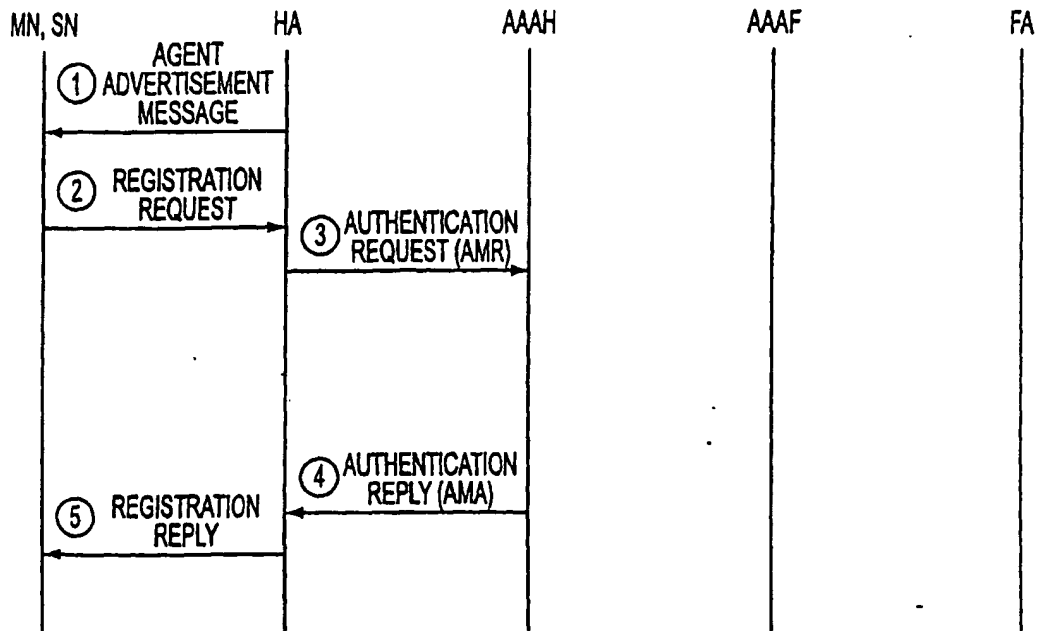 MN, SN HA AAAH AAAF FA
① AGENT
ADVERTISEMENT
MESSAGE
② REGISTRATION
REQUEST
③ AUTHENTICATION
REQUEST (AMR)
④ AUTHENTICATION
REPLY (AMA)
⑤ REGISTRATION
REPLY